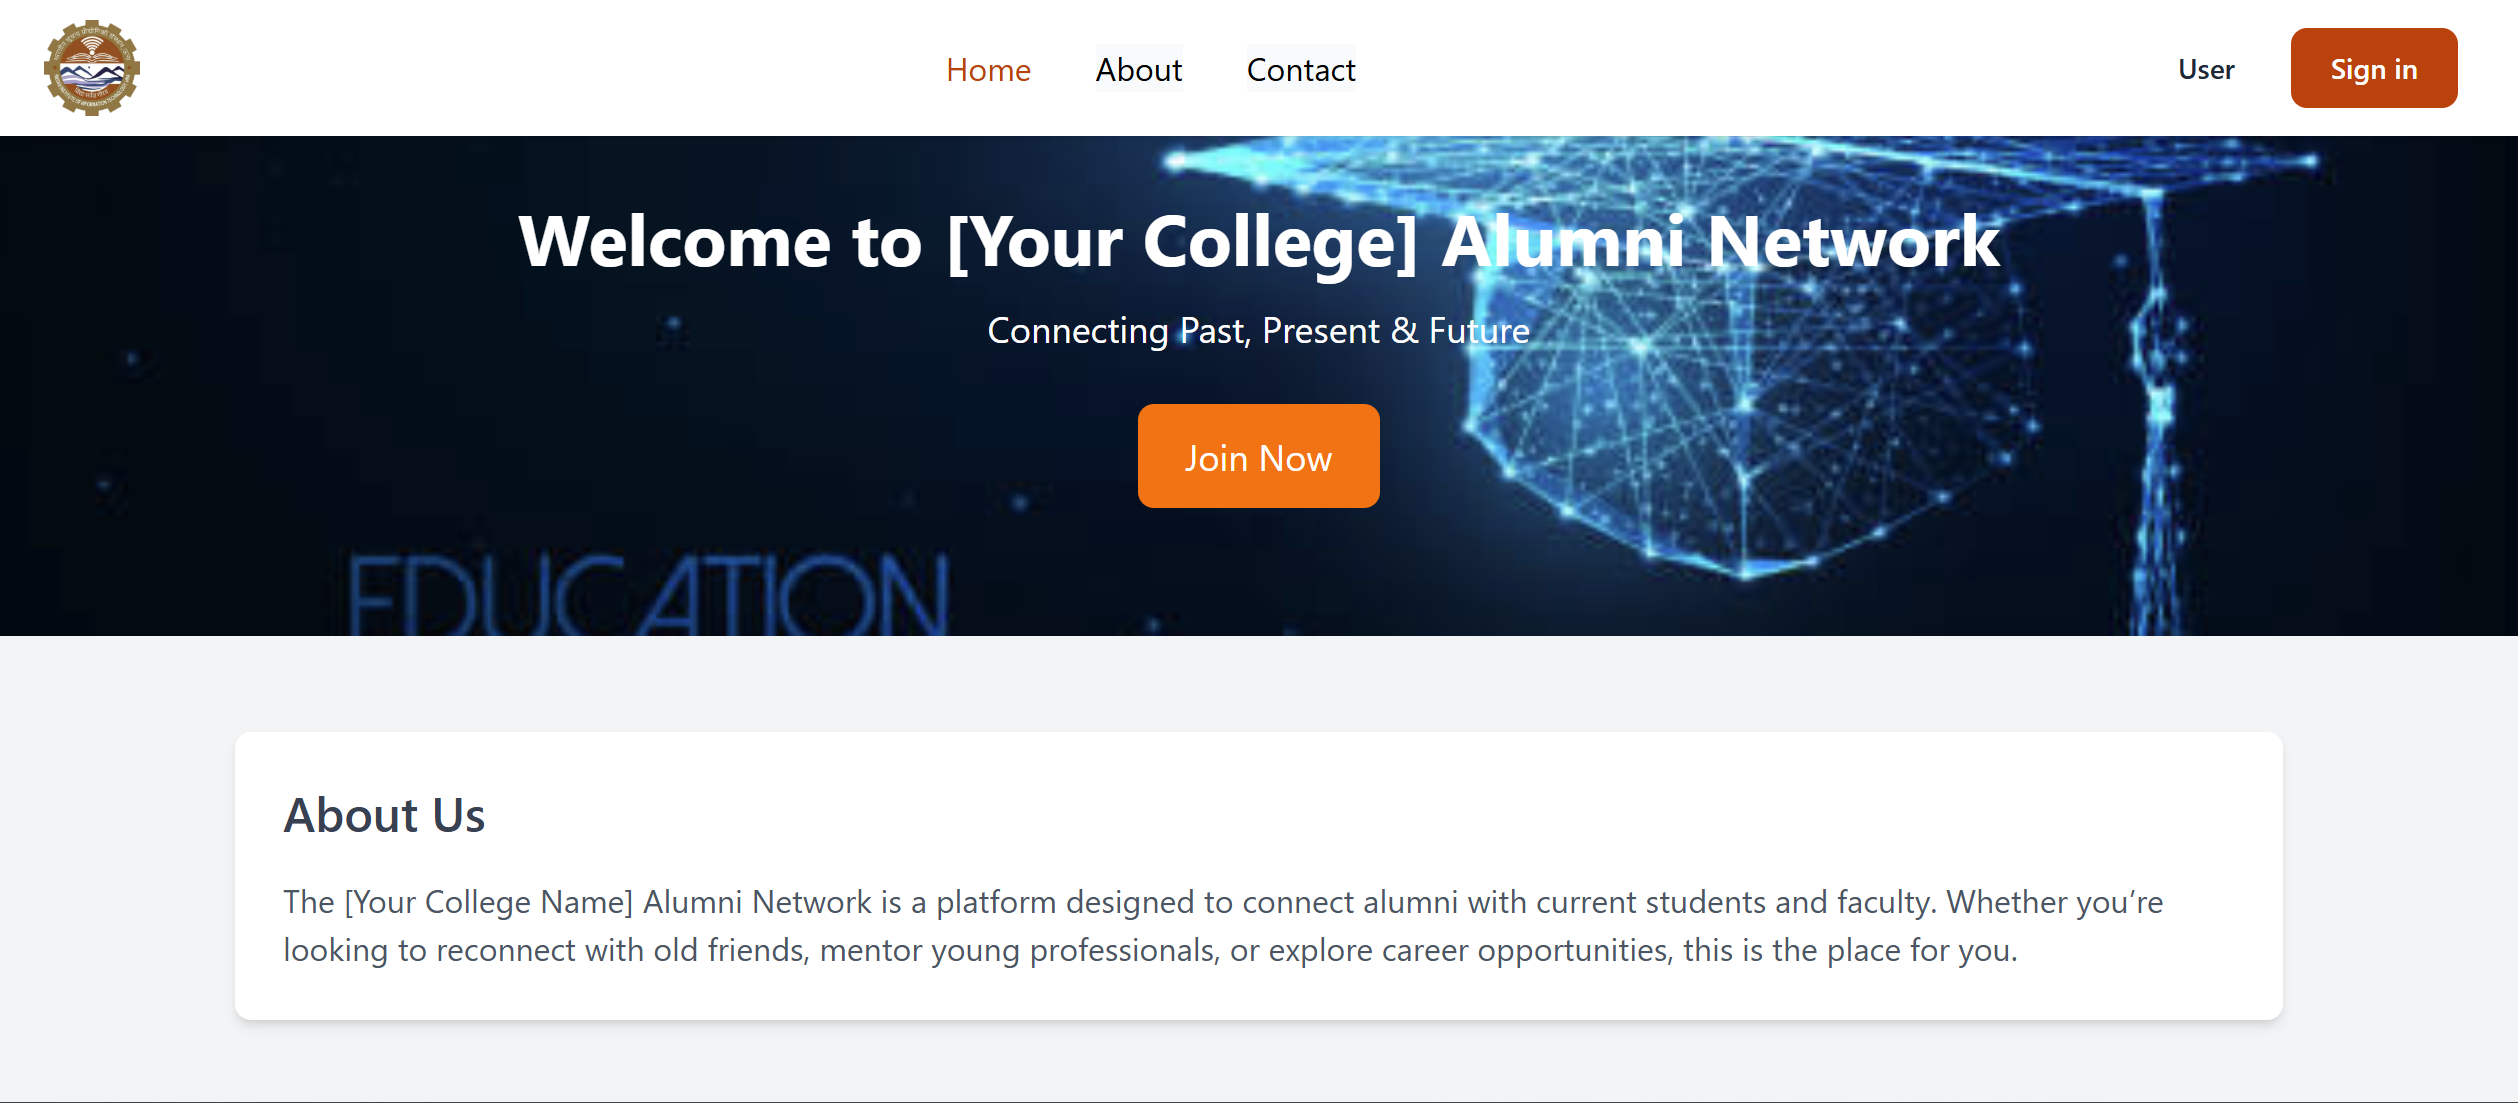 Home
About
Contact
User
Sign in
Welcome to [Your College] Alumni Network
Connecting Past, Present & Future
Join Now
EDUCATION
About Us
The [Your College Name] Alumni Network is a platform designed to connect alumni with current students and faculty. Whether you’re
looking to reconnect with old friends, mentor young professionals, or explore career opportunities, this is the place for you.